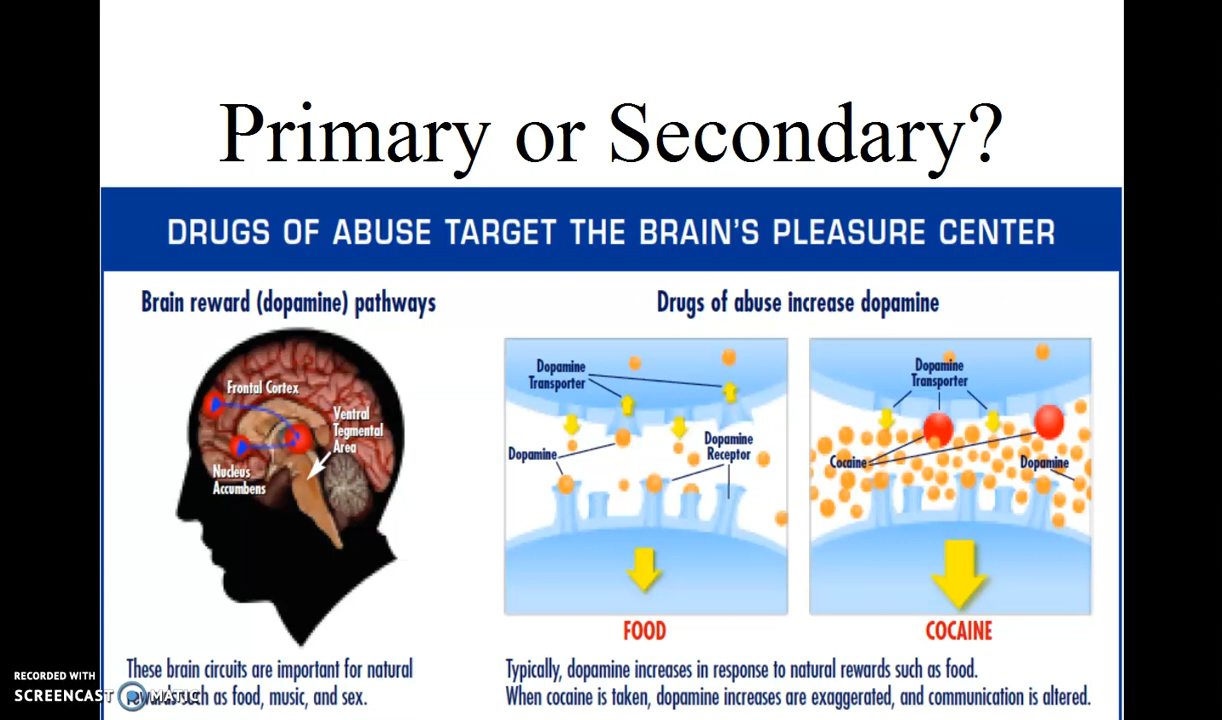 Primary or Secondary?
DRUGS OF ABUSE TARGET THE BRAIN'S PLEASURE CENTER
Brain reward (dopamine) pathways
Frontal Cortex
Ventral
Tegmental
Area
Nucleus
Accumbens
These brain circuits are important for natural
rewards such as food, music, and sex.
Drugs of abuse increase dopamine
Dopamine
Transporter
Dopamine
Dopamine
Receptor
FOOD
Dopamine
Transporter
Cocaine
Dopamine
COCAINE
Typically, dopamine increases in response to natural rewards such as food.
When cocaine is taken, dopamine increases are exaggerated, and communication is altered.
RECORDED WITH
SCREENCAST MATIC